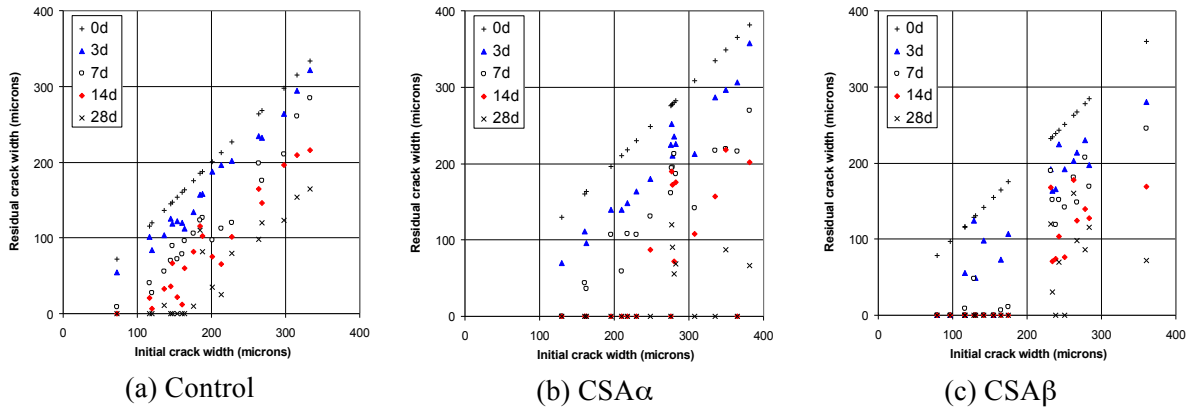 400
300
200
100
0
Residual crack width (microns)
0d
3d
7d
14d
28d
0 100 200 300 400
Initial crack width (microns)
(a) Control
400
300
200
100
0
Residual crack width (microns)
0d
3d
7d
14d
28d
0 100 200 300 400
Initial crack width (microns)
(b) CSAα
400
300
200
100
0
Residual crack width (microns)
0d
3d
7d
14d
28d
0 100 200 300 400
Initial crack width (microns)
(c) CSAβ